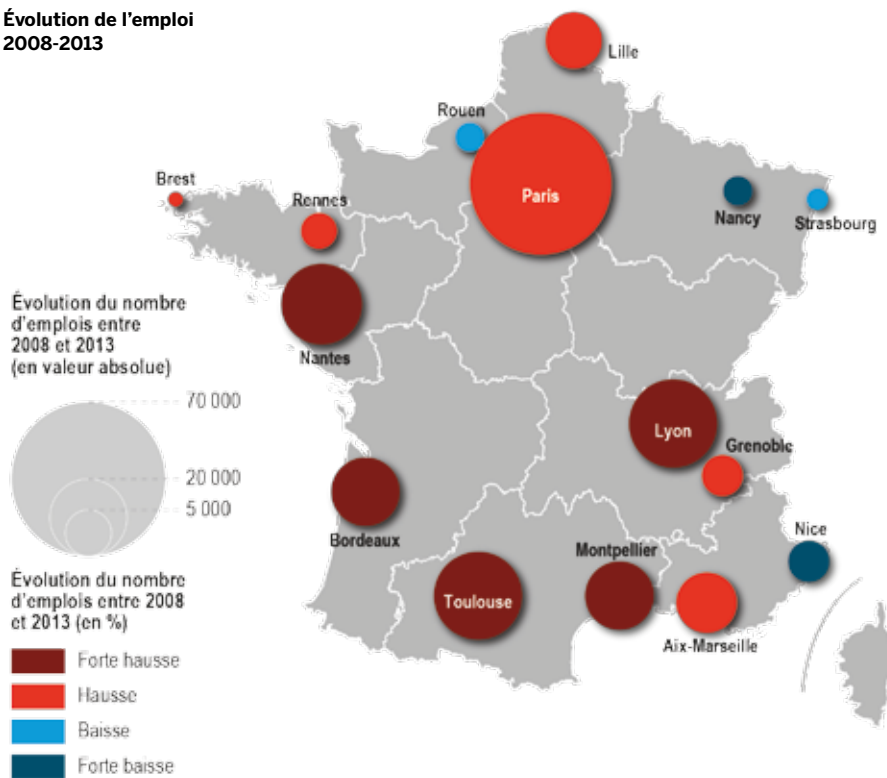 Évolution de l'emploi
2008-2013
Lille
Rouen
Paris
Brest
Rennes
Nancy
Strasbourg
Nantes
Évolution du nombre
d'emplois entre
2008 et 2013
(en valeur absolue)
70 000
20 000
5 000
Lyon
Grenoble
Bordeaux
Nice
Montpellier
Toulouse
Aix-Marseille
Évolution du nombre
d'emplois entre 2008
et 2013 (en %)
Forte hausse
Hausse
Baisse
Forte baisse